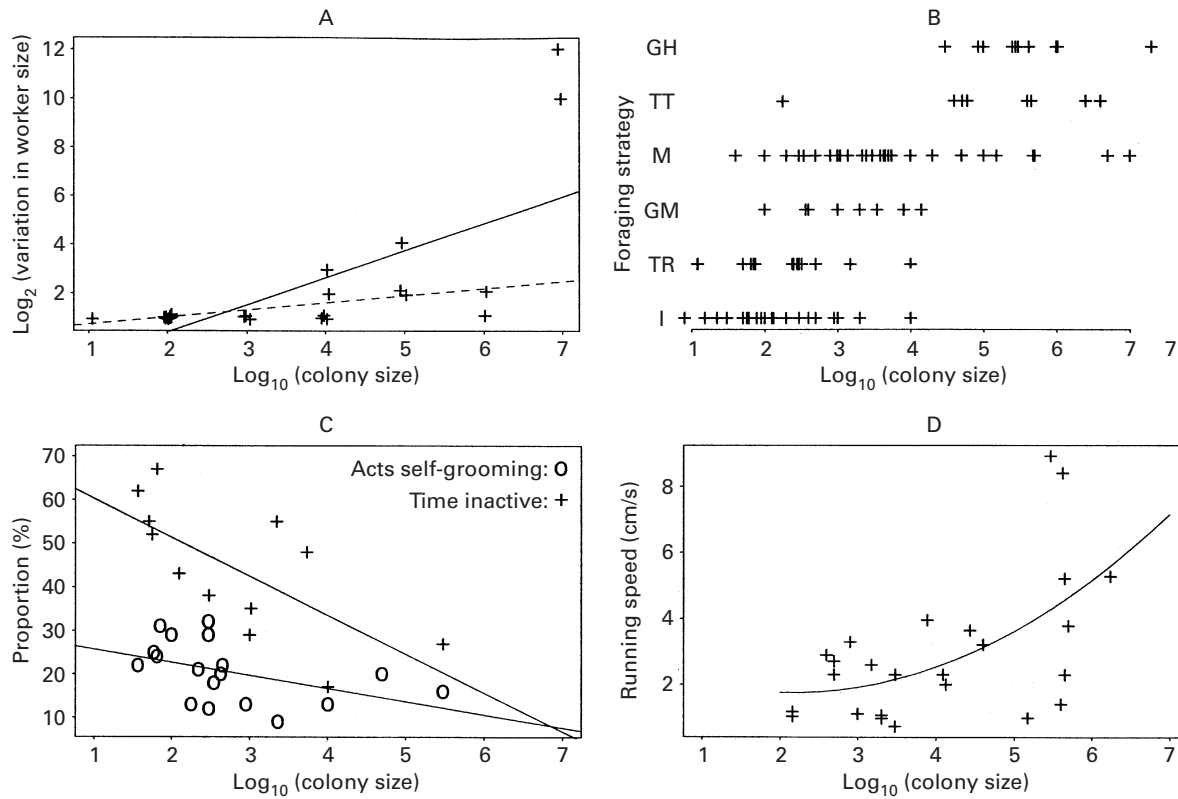 A
Log2 (variation in worker size)
12
10
8
6
4
2
1 2 3 4 5 6 7
Log10 (colony size)
B
Foraging strategy
GH
TT
M
GM
TR
I
1 2 3 4 5 6 7 7
Log10 (colony size)
C
Proportion (%)
70
60
50
40
30
20
10
Acts self-grooming: O
Time inactive: +
1 2 3 4 5 6 7
Log10 (colony size)
D
Running speed (cm/s)
8
6
4
2
1 2 3 4 5 6 7
Log10 (colony size)